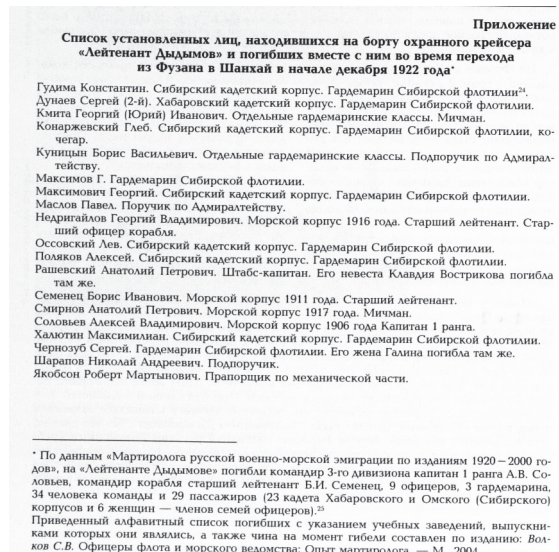 Приложение
Список установленных лиц, находившихся на борту охранного крейсера
«Лейтенант Дыдымов» и погибших вместе с ним во время перехода
из Фузана в Шанхай в начале декабря 1922 года*
Гудима Константин. Сибирский кадетский корпус. Гардемарин Сибирской флотилии²⁴.
Дунаев Сергей (2-й). Хабаровский кадетский корпус. Гардемарин Сибирской флотилии.
Кмита Георгий (Юрий) Иванович. Отдельные гардемаринские классы. Мичман.
Конаржевский Глеб. Сибирский кадетский корпус. Гардемарин Сибирской флотилии, ко-
чегар.
Куницын Борис Васильевич. Отдельные гардемаринские классы. Подпоручик по Адмирал-
тейству.
Максимов Г. Гардемарин Сибирской флотилии.
Максимович Георгий. Сибирский кадетский корпус. Гардемарин Сибирской флотилии.
Маслов Павел. Поручик по Адмиралтейству.
Недригайлов Георгий Владимирович. Морской корпус 1916 года. Старший лейтенант. Стар-
ший офицер корабля.
Оссовский Лев. Сибирский кадетский корпус. Гардемарин Сибирской флотилии.
Поляков Алексей. Сибирский кадетский корпус. Гардемарин Сибирской флотилии.
Рашевский Анатолий Петрович. Штабс-капитан. Его невеста Клавдия Вострикова погибла
там же.
Семенец Борис Иванович. Морской корпус 1911 года. Старший лейтенант.
Смирнов Анатолий Петрович. Морской корпус 1917 года. Мичман.
Соловьев Алексей Владимирович. Морской корпус 1906 года Капитан 1 ранга.
Халютин Максимилиан. Сибирский кадетский корпус. Гардемарин Сибирской флотилии.
Чернозуб Сергей. Гардемарин Сибирской флотилии. Его жена Галина погибла там же.
Шарапов Николай Андреевич. Подпоручик.
Якобсон Роберт Мартынович. Прапорщик по механической части.
* По данным «Мартиролога русской военно-морской эмиграции по изданиям 1920 – 2000 го-
дов», на «Лейтенанте Дыдымове» погибли командир 3-го дивизиона капитан 1 ранга А.В. Со-
ловьев, командир корабля старший лейтенант Б.И. Семенец, 9 офицеров, 3 гардемарина,
34 человека команды и 29 пассажиров (23 кадета Хабаровского и Омского (Сибирского)
корпусов и 6 женщин — членов семей офицеров).²⁵
Приведенный алфавитный список погибших с указанием учебных заведений, выпускни-
ками которых они являлись, а также чина на момент гибели составлен по изданию: Вол-
ков С.В. Офицеры флота и морского ведомства: Опыт мартиролога. — М., 2004.